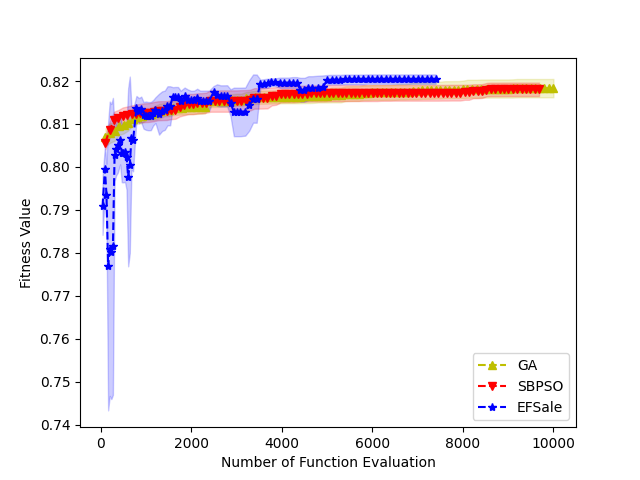 0.82
0.81
0.80
0.79
0.78
0.77
0.76
0.75
0.74
Fitness Value
0 2000 4000 6000 8000 10000
Number of Function Evaluation
GA
SBPSO
EFSale